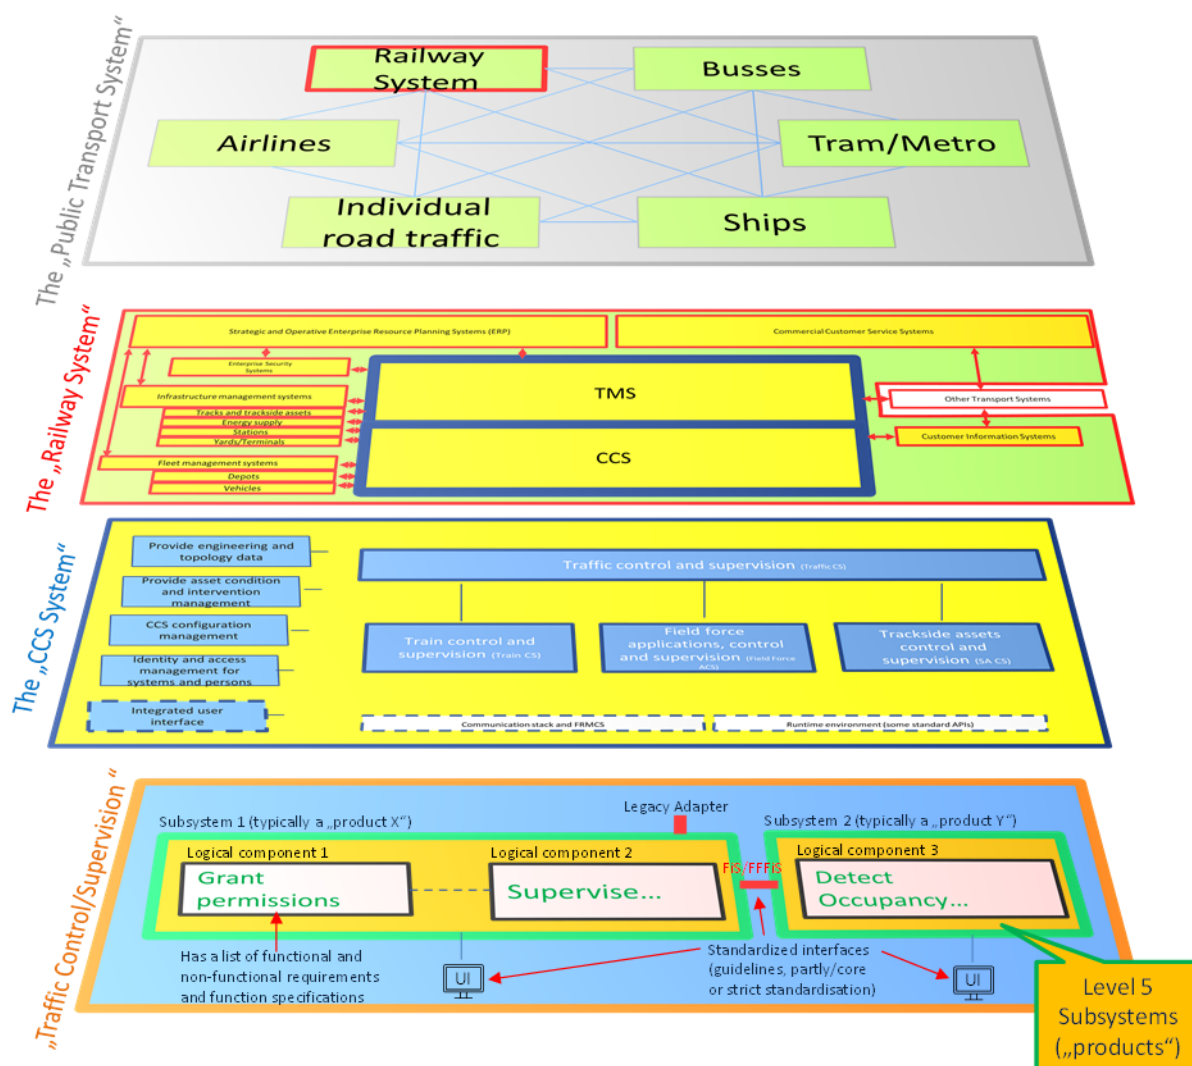 The „Public Transport System“
Railway
System
Busses
Airlines
Tram/Metro
Individual
road traffic
Ships
The „Railway System“
Strategic and Operative Enterprise Resource Planning Systems (ERP)
Commercial Customer Service Systems
Enterprise Security
Systems
TMS
Infrastructure management systems
Tracks and trackside assets
Energy supply
Stations
Yards/Terminals
Other Transport Systems
CCS
Customer Information Systems
Fleet management systems
Depots
Vehicles
The „CCS System“
Provide engineering and
topology data
Traffic control and supervision (Traffic CS)
Provide asset condition
and intervention
management
CCS configuration
management
Train control and
supervision (Train CS)
Field force
applications, control
and supervision (Field Force
ACS)
Trackside assets
control and
supervision (SA CS)
Identity and access
management for
systems and persons
Integrated user
interface
Communication stack and FRMCS
Runtime environment (some standard APIs)
„Traffic Control/Supervision “
Legacy Adapter
Subsystem 1 (typically a „product X“)
Subsystem 2 (typically a „product Y“)
Logical component 1
Logical component 2
Logical component 3
Grant
permissions
Supervise...
FiS/FFFiS
Detect
Occupancy...
Has a list of functional and
non-functional requirements
and function specifications
UI
Standardized interfaces
(guidelines, partly/core
or strict standardisation)
UI
Level 5
Subsystems
(„products“)